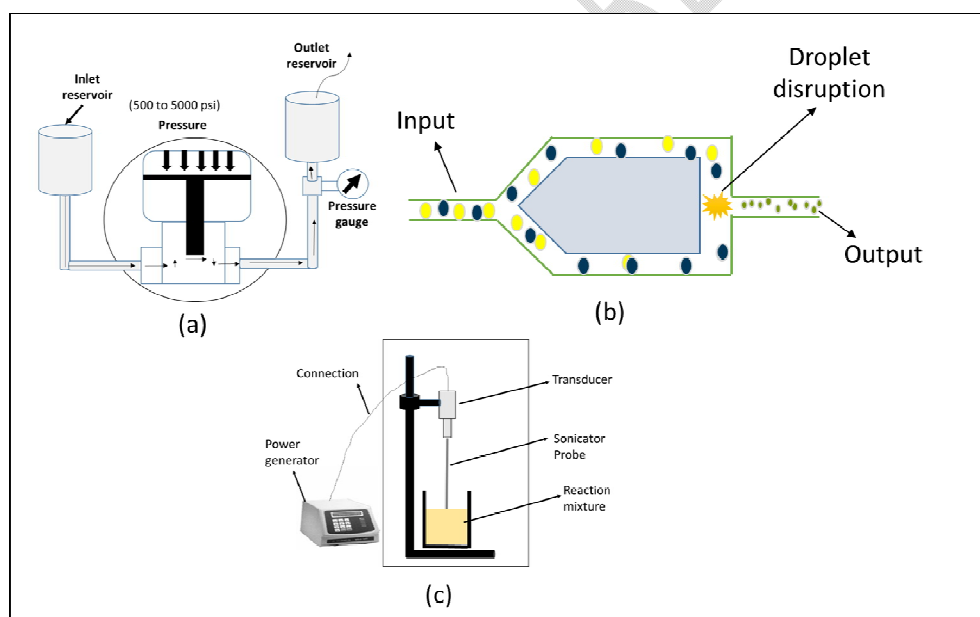 Inlet
reservoir
(500 to 5000 psi)
Pressure
Outlet
reservoir
Pressure
gauge
(a)
Input
Droplet
disruption
Output
(b)
Connection
Power
generator
Transducer
Sonicator
Probe
Reaction
mixture
(c)